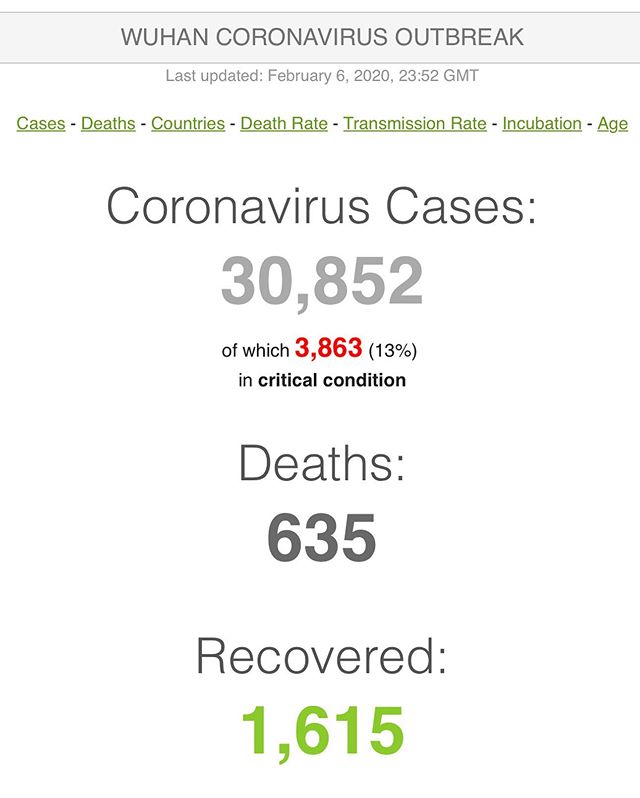 WUHAN CORONAVIRUS OUTBREAK
Last updated: February 6, 2020, 23:52 GMT
Cases - Deaths - Countries - Death Rate - Transmission Rate - Incubation - Age
Coronavirus Cases:
30,852
of which 3,863 (13%)
in critical condition
Deaths:
635
Recovered:
1,615